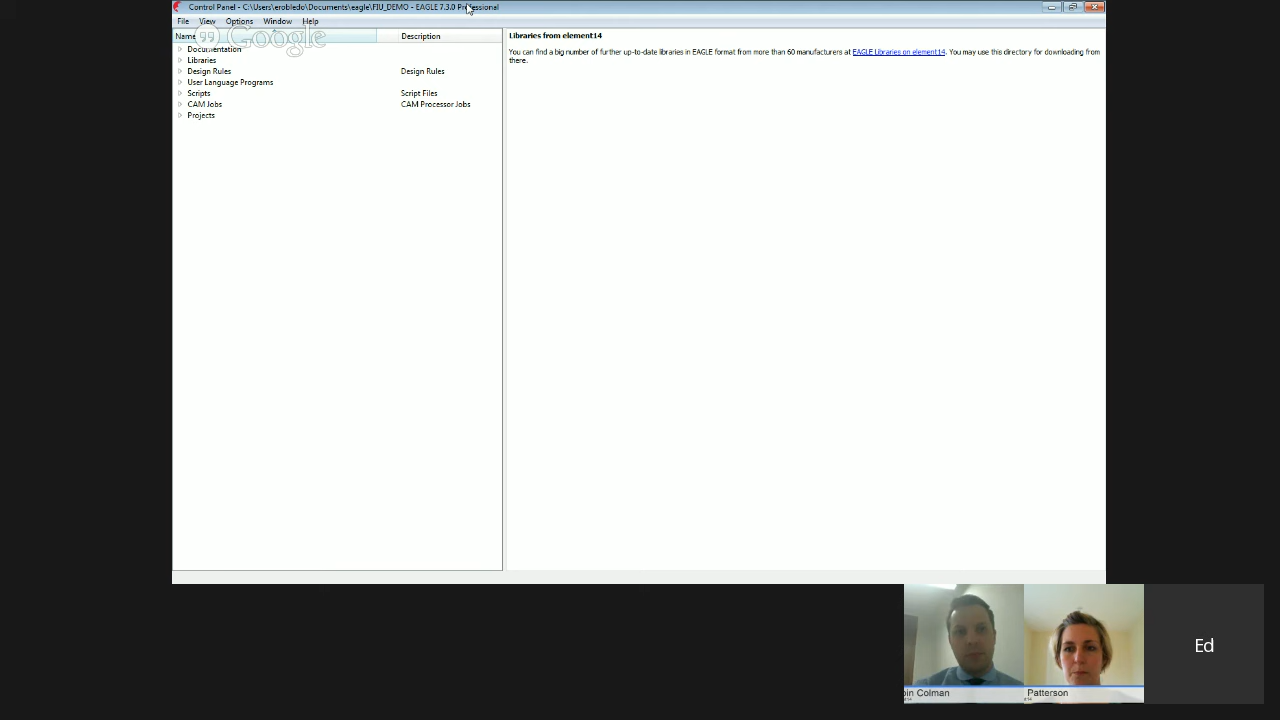 Control Panel - C:\Users\erobledo\Documents\eagle\FIU_DEMO - EAGLE 7.3.0 Professional
File View Options Window Help
Google
Description
Documentation
Libraries
Design Rules Design Rules
User Language Programs
Scripts Script Files
CAM Jobs CAM Processor Jobs
Projects
Libraries from element14
You can find a big number of further up-to-date libraries in EAGLE format from more than 60 manufacturers at EAGLE Libraries on element14. You may use this directory for downloading from
there.
Colman
Patterson
Ed